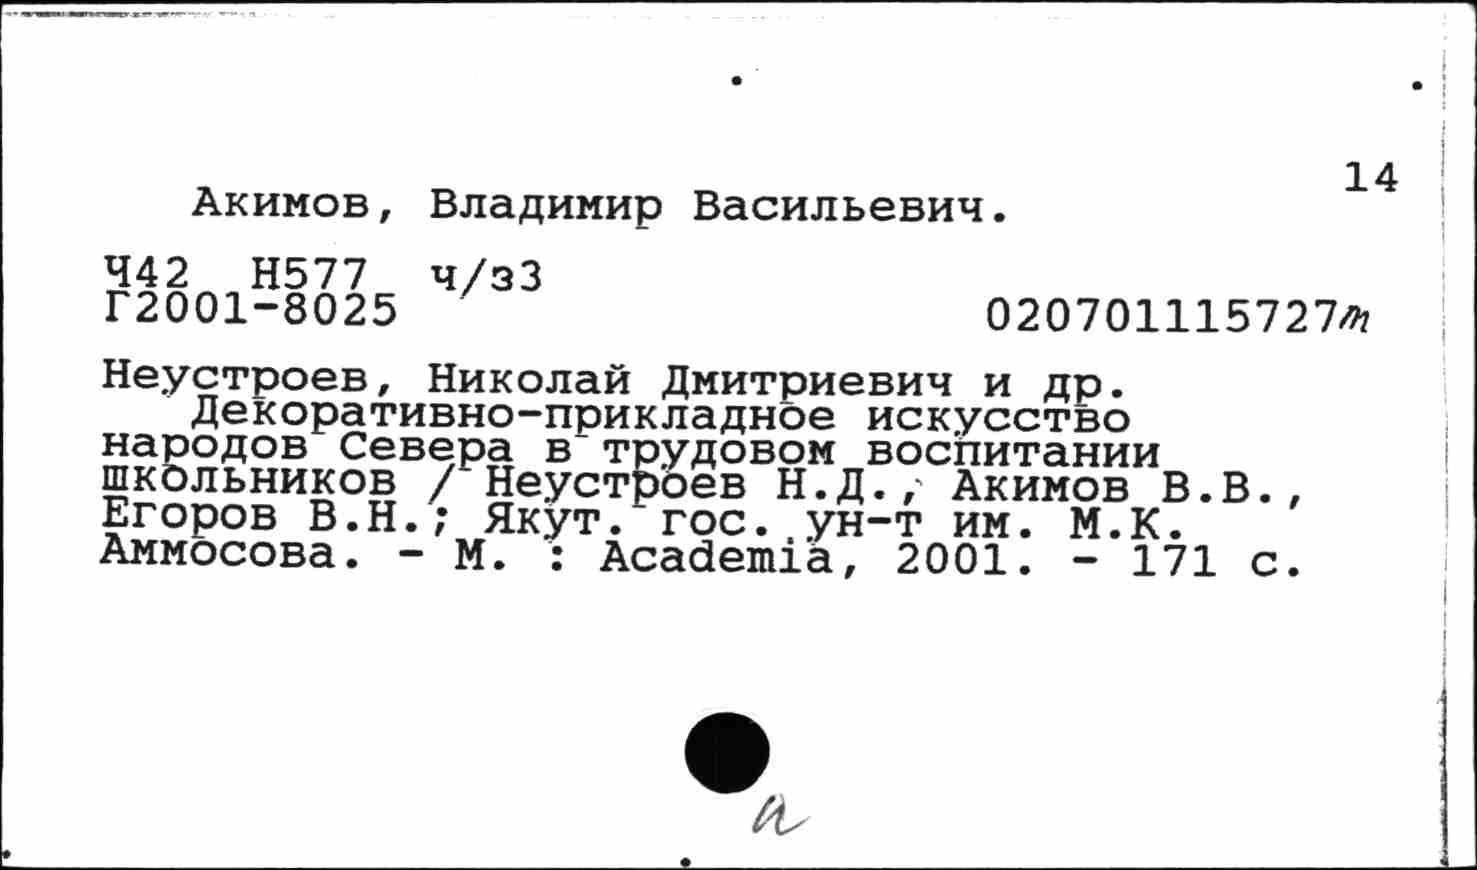 14
Акимов, Владимир Васильевич.
Ч42 Н577 ч/з3
Г2001-8025
020701115727m
Неустроев, Николай Дмитриевич и др.
Декоративно-прикладное искусство
народов Севера в трудовом воспитании
школьников / Неустроев Н.Д., Акимов В.В.,
Егоров В.Н.; Якут. гос. ун-т им. М.К.
Аммосова. - М. : Academia, 2001. - 171 с.
а